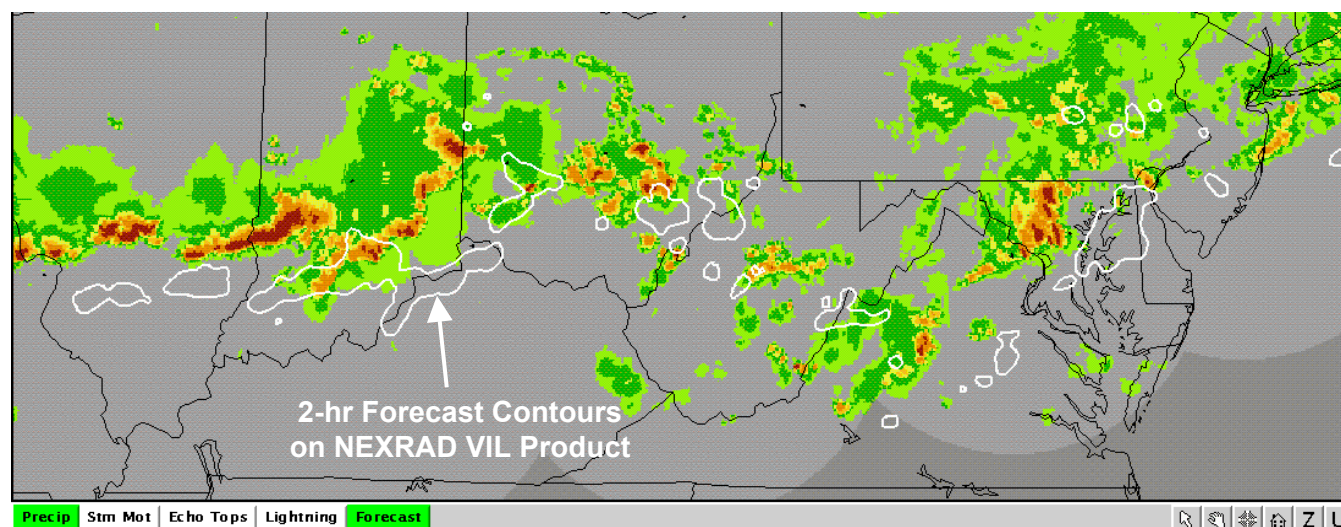 2-hr Forecast Contours
on NEXRAD VIL Product
Precip Stm Mot Echo Tops Lightning Forecast Z U